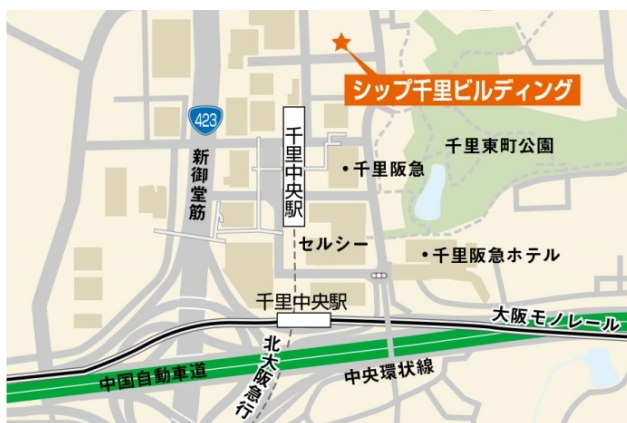 シップ千里ビルディング
423
新御堂筋
千里中央駅
千里阪急
千里東町公園
セルシー
千里阪急ホテル
千里中央駅
大阪モノレール
中国自動車道
北大阪急行
中央環状線